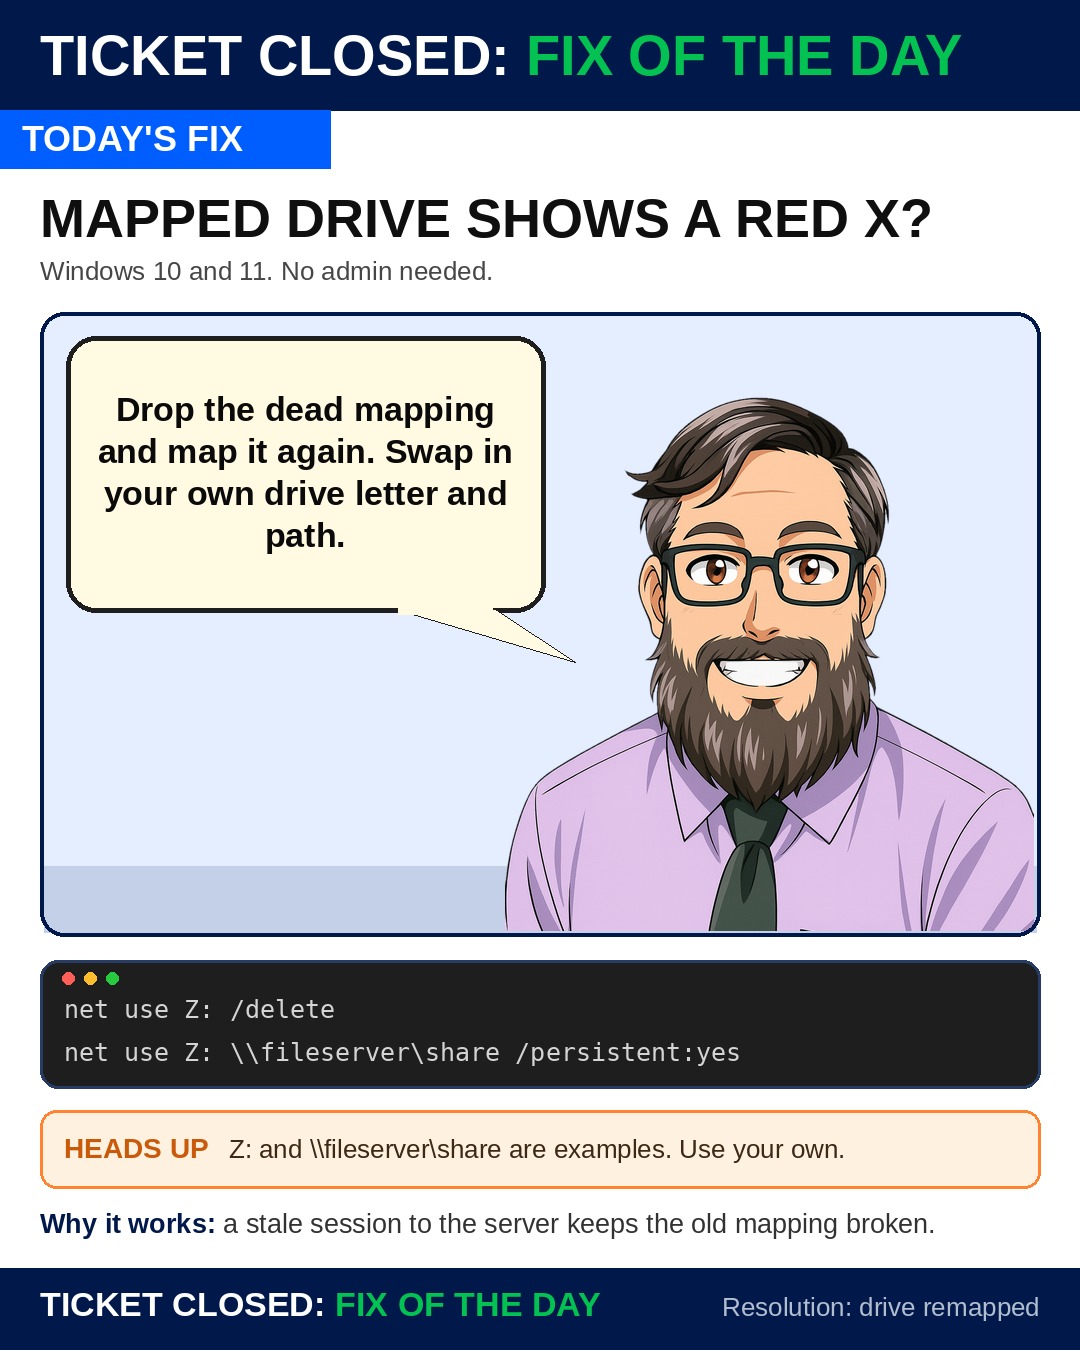 TICKET CLOSED: FIX OF THE DAY
TODAY'S FIX
MAPPED DRIVE SHOWS A RED X?
Windows 10 and 11. No admin needed.
Drop the dead mapping
and map it again. Swap in
your own drive letter and
path.
net use Z: /delete
net use Z: \\fileserver\share /persistent:yes
HEADS UP Z: and \\fileserver\share are examples. Use your own.
Why it works: a stale session to the server keeps the old mapping broken.
TICKET CLOSED: FIX OF THE DAY
Resolution: drive remapped